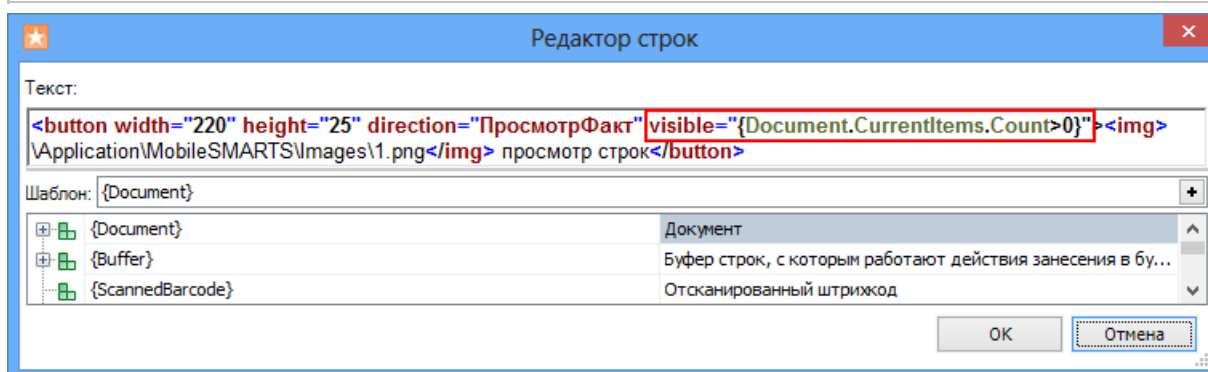 Редактор строк
Текст:
<button width="220" height="25" direction="ПросмотрФакт" visible="{Document.CurrentItems.Count>0}"><img>
\Application\MobileSMARTS\Images\1.png</img> просмотр строк</button>
Шаблон: {Document}
{Document} Документ
{Buffer} Буфер строк, с которым работают действия занесения в бу...
{ScannedBarcode} Отсканированный штрихкод
ОК Отмена